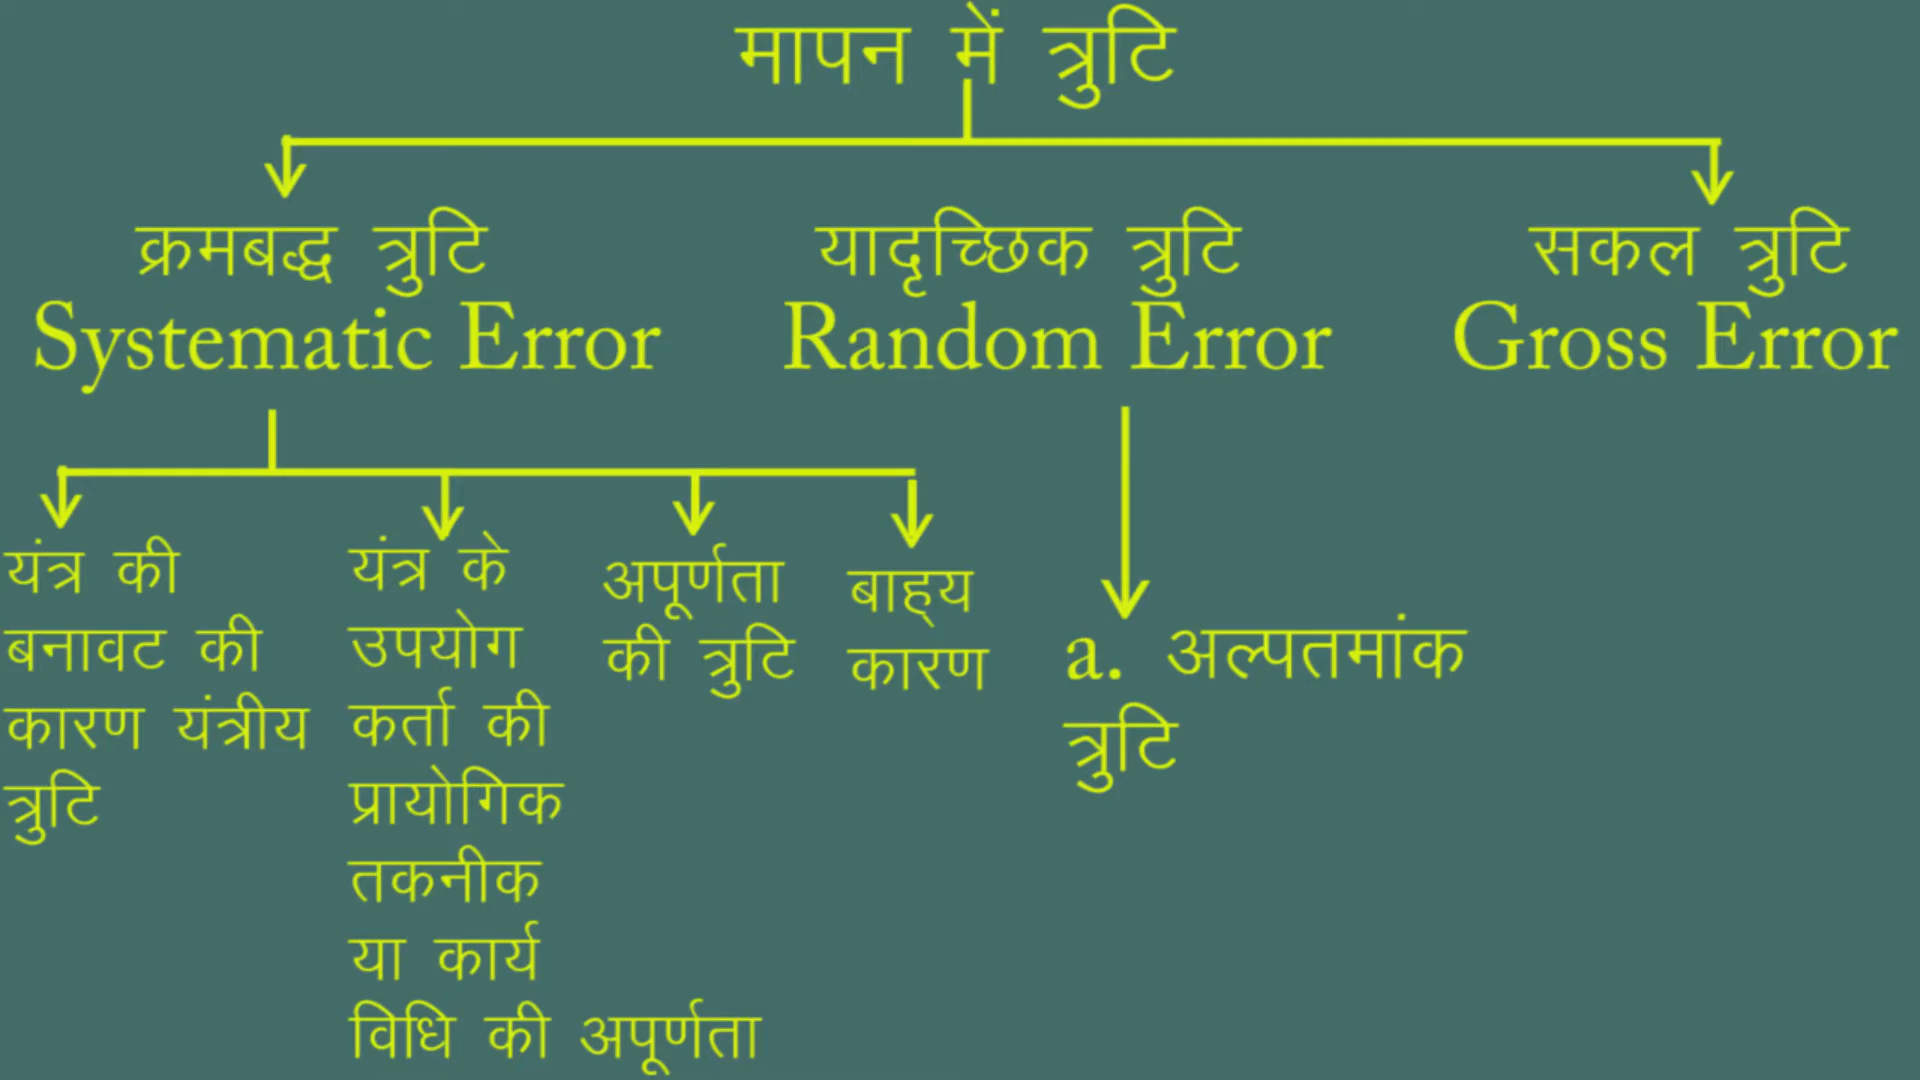 मापन में त्रुटि
क्रमबद्ध त्रुटि
Systematic Error
यादृच्छिक त्रुटि
Random Error
सकल त्रुटि
Gross Error
यंत्र की
बनावट की
कारण यंत्रीय
त्रुटि
यंत्र के
उपयोग
कर्ता की
प्रायोगिक
तकनीक
या कार्य
विधि की अपूर्णता
अपूर्णता
की त्रुटि
बाह्य
कारण
a. अल्पतमांक
त्रुटि